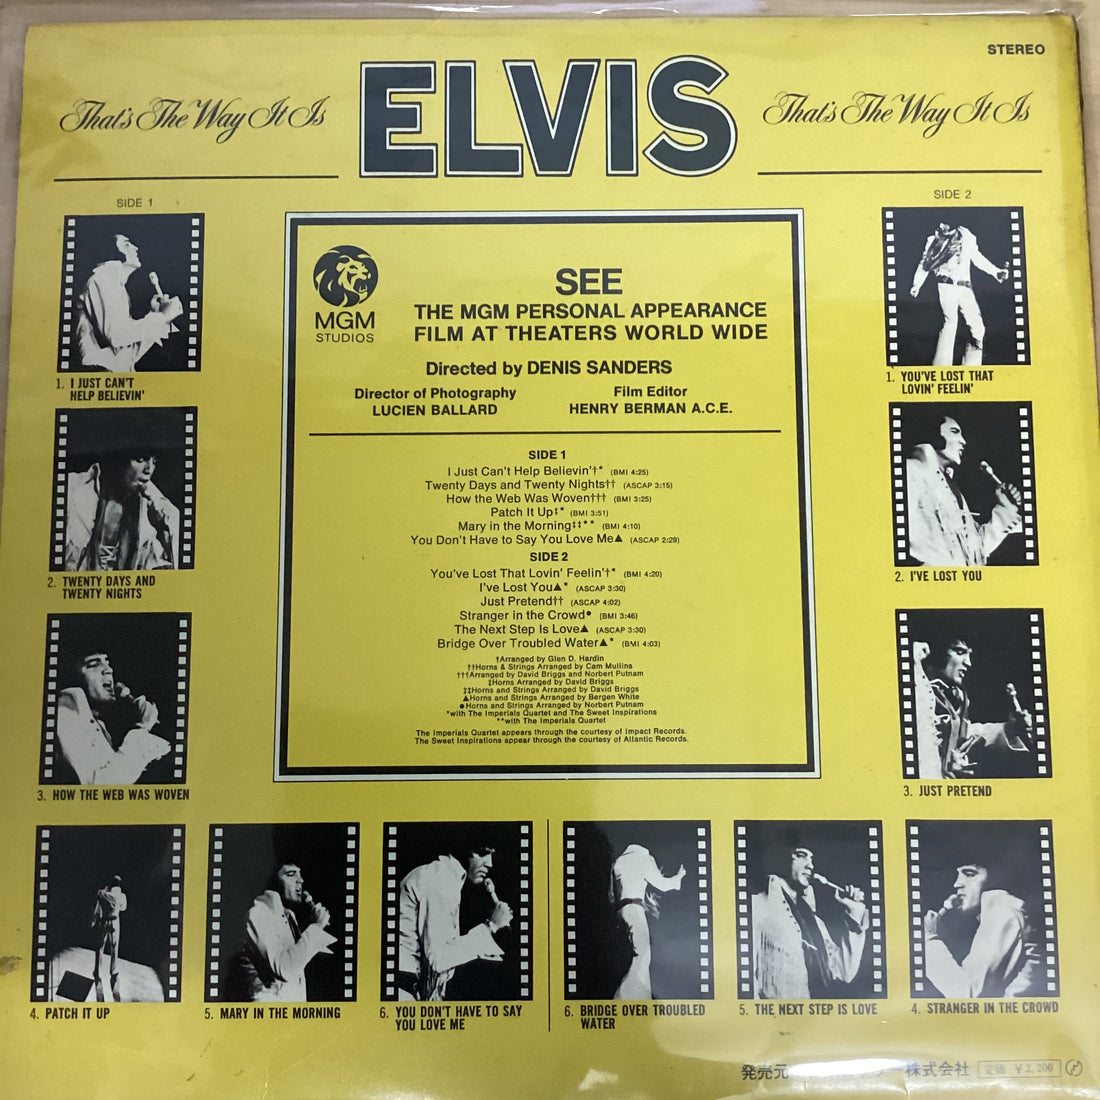 STEREO
That's The Way It Is
ELVIS
That's The Way It Is
SIDE 1
1. I JUST CAN'T
HELP BELIEVIN'
2. TWENTY DAYS AND
TWENTY NIGHTS
3. HOW THE WEB WAS WOVEN
4. PATCH IT UP
5. MARY IN THE MORNING
6. YOU DON'T HAVE TO SAY
YOU LOVE ME
MGM
STUDIOS
SEE
THE MGM PERSONAL APPEARANCE
FILM AT THEATERS WORLD WIDE
Directed by DENIS SANDERS
Director of Photography
LUCIEN BALLARD
Film Editor
HENRY BERMAN A.C.E.
SIDE 1
I Just Can't Help Believin'†* (BMI 4:25)
Twenty Days and Twenty Nights†† (ASCAP 3:15)
How the Web Was Woven††† (BMI 3:25)
Patch It Up‡* (BMI 3:51)
Mary in the Morning‡‡** (BMI 4:10)
You Don't Have to Say You Love Me▲ (ASCAP 2:29)
SIDE 2
You've Lost That Lovin' Feelin'†* (BMI 4:20)
I've Lost You▲* (ASCAP 3:30)
Just Pretend†† (ASCAP 4:02)
Stranger in the Crowd● (BMI 3:46)
The Next Step Is Love▲ (ASCAP 3:30)
Bridge Over Troubled Water▲* (BMI 4:03)
†Arranged by Glen D. Hardin
††Horns & Strings Arranged by Cam Mullins
†††Arranged by David Briggs and Norbert Putnam
‡Horns Arranged by David Briggs
‡‡Horns and Strings Arranged by David Briggs
▲Horns and Strings Arranged by Bergen White
●Horns and Strings Arranged by Norbert Putnam
*with The Imperials Quartet and The Sweet Inspirations
**with The Imperials Quartet
The Imperials Quartet appears through the courtesy of Impact Records.
The Sweet Inspirations appear through the courtesy of Atlantic Records.
SIDE 2
1. YOU'VE LOST THAT
LOVIN' FEELIN'
2. I'VE LOST YOU
3. JUST PRETEND
6. BRIDGE OVER TROUBLED
WATER
5. THE NEXT STEP IS LOVE
4. STRANGER IN THE CROWD
発売元 株式会社 定価 ¥2,200